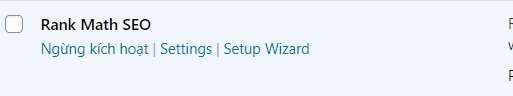 Rank Math SEO
Ngừng kích hoạt | Settings | Setup Wizard